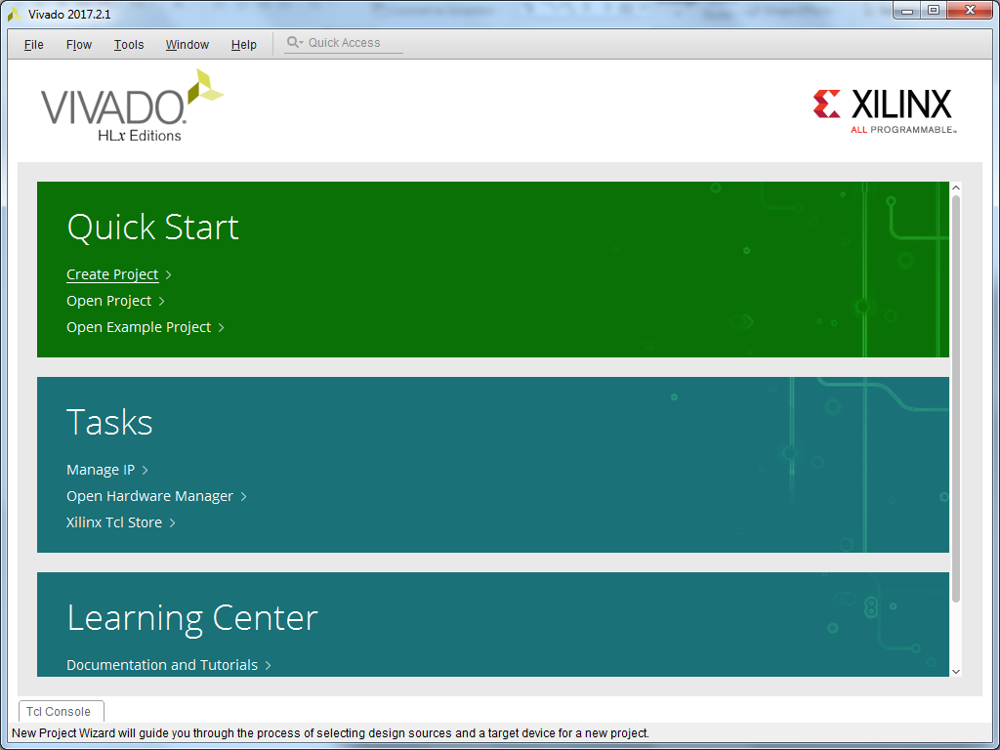 Vivado 2017.2.1
File Flow Tools Window Help Quick Access
VIVADO.
HLx Editions
XILINX
ALL PROGRAMMABLE™
Quick Start
Create Project >
Open Project >
Open Example Project >
Tasks
Manage IP >
Open Hardware Manager >
Xilinx Tcl Store >
Learning Center
Documentation and Tutorials >
Tcl Console
New Project Wizard will guide you through the process of selecting design sources and a target device for a new project.